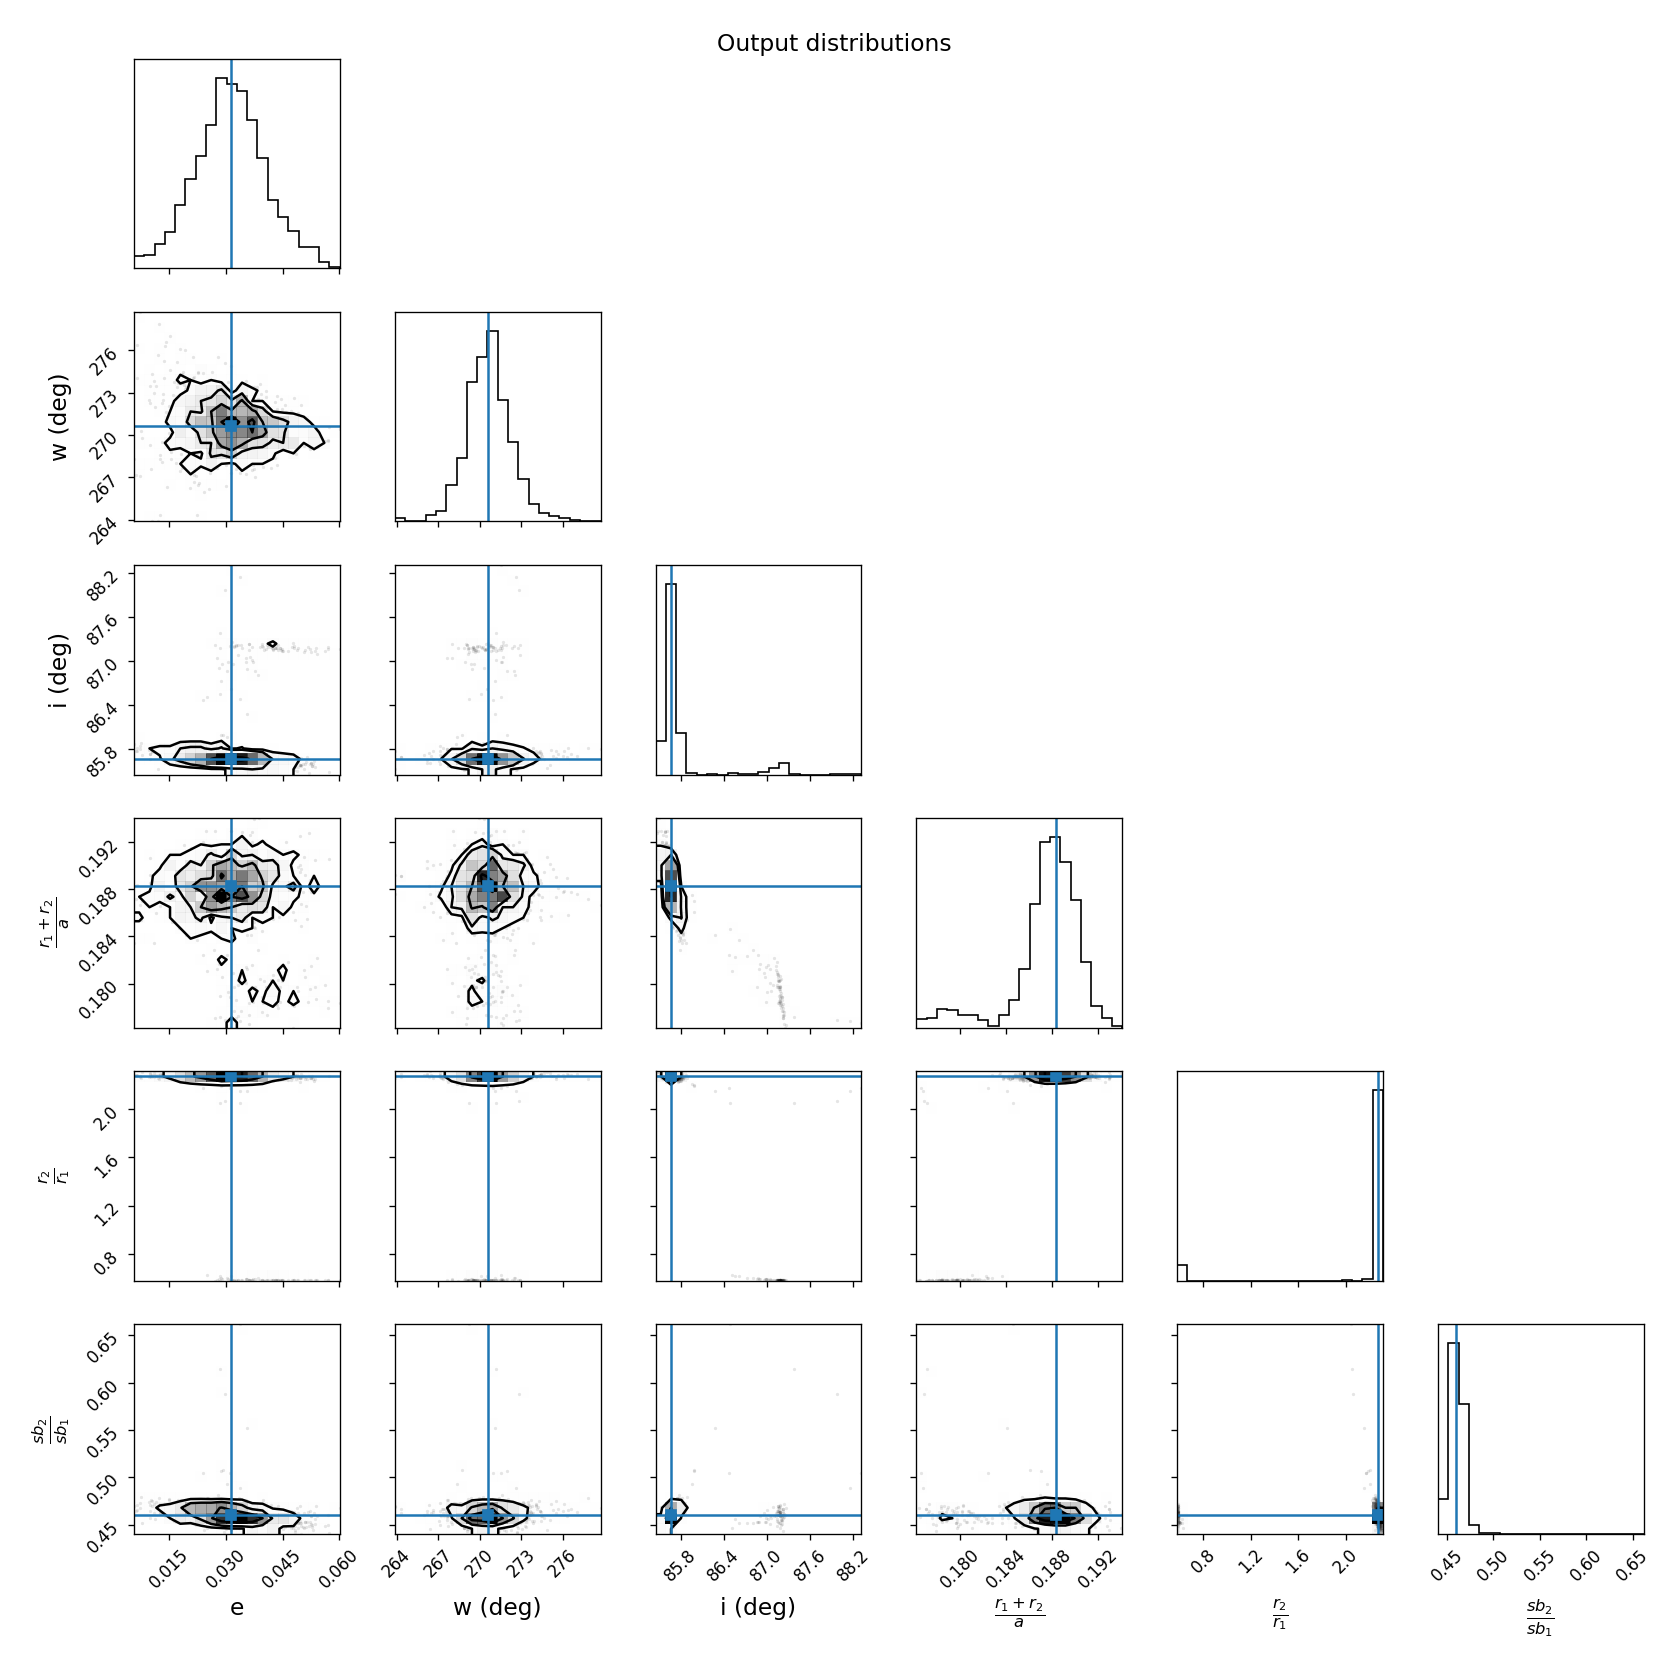 Output distributions
w (deg)
276
273
270
267
264
i (deg)
88.2
87.6
87.0
86.4
85.8
r₁ + r₂
a
0.192
0.188
0.184
0.180
r₂
r₁
2.0
1.6
1.2
0.8
sb₂
sb₁
0.65
0.60
0.55
0.50
0.45
0.015 0.030 0.045 0.060 264 267 270 273 276 85.8 86.4 87.0 87.6 88.2 0.180 0.184 0.188 0.192 0.8 1.2 1.6 2.0 0.45 0.50 0.55 0.60 0.65
e w (deg) i (deg) r₁ + r₂ r₂ sb₂
a r₁ sb₁